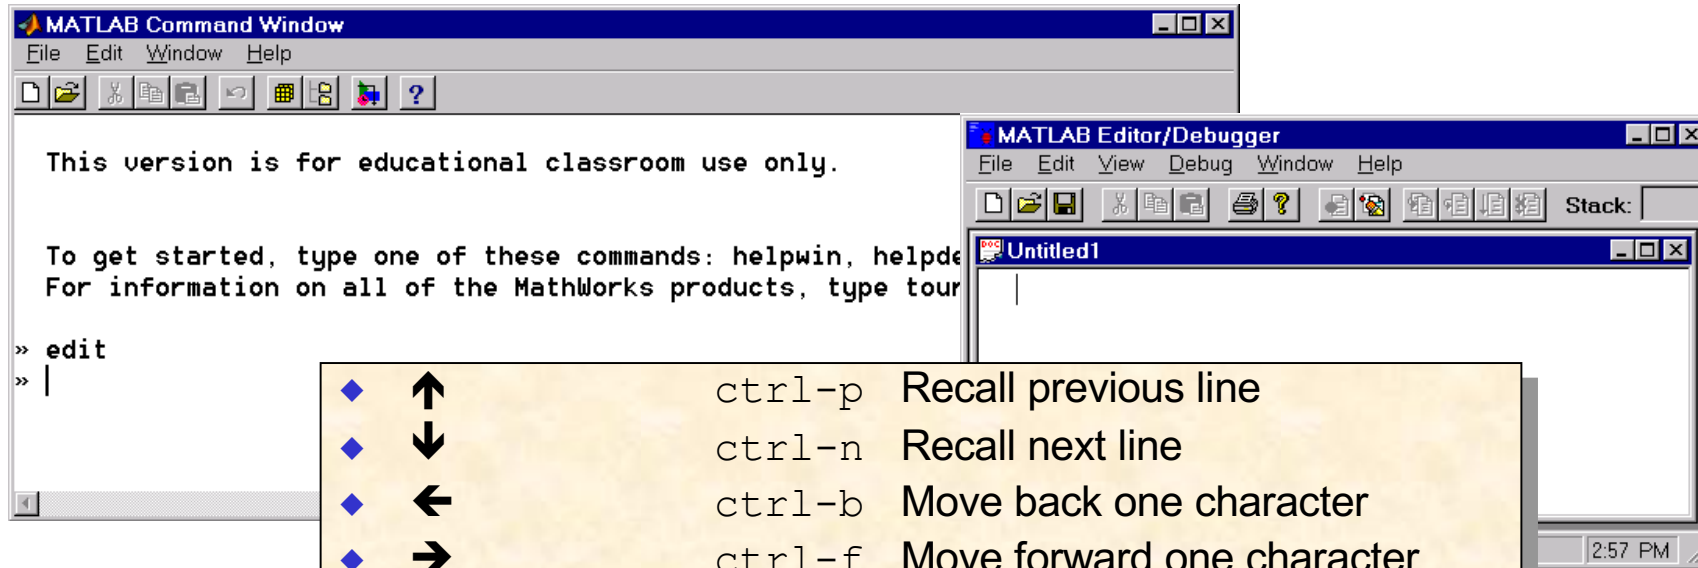 MATLAB Command Window
File Edit Window Help
This version is for educational classroom use only.
To get started, type one of these commands: helpwin, helpde
For information on all of the MathWorks products, type tour
» edit
»
MATLAB Editor/Debugger
File Edit View Debug Window Help
Stack:
Untitled1
◆ ↑ ctrl-p Recall previous line
◆ ↓ ctrl-n Recall next line
◆ ← ctrl-b Move back one character
◆ → ctrl-f Move forward one character
2:57 PM